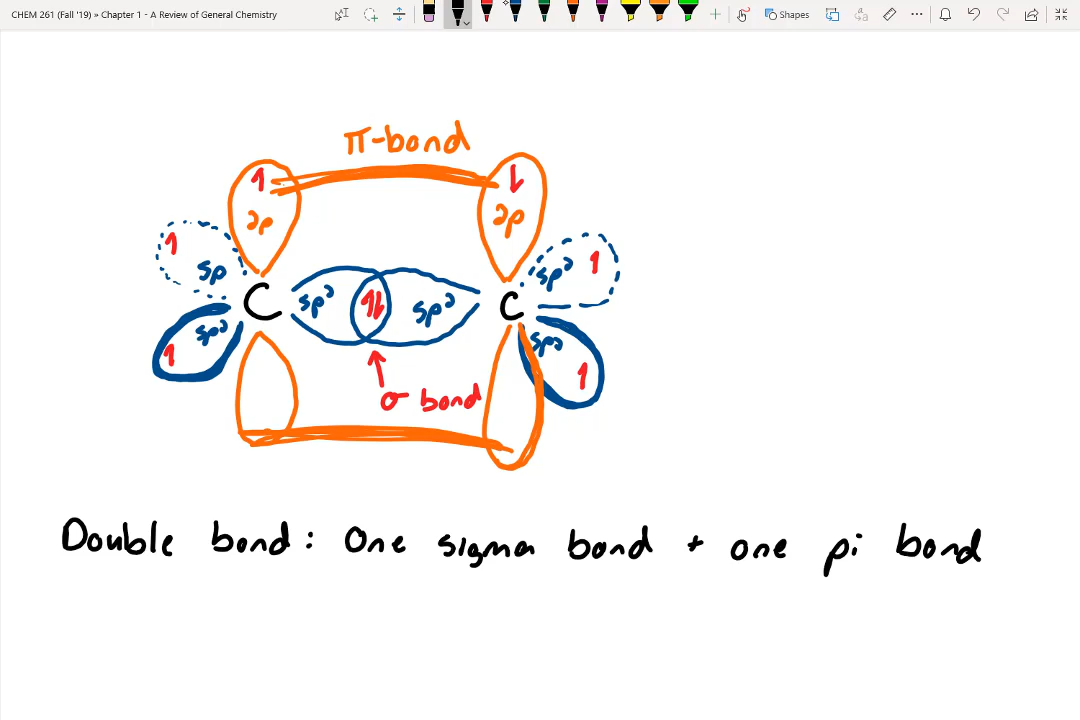 CHEM 261 (Fall '19) » Chapter 1 - A Review of General Chemistry
Shapes
π-bond
1 1
2p 2p
1 sp sp² 1
C sp² 1⇂ sp² C
sp² 1 sp² 1
σ bond
Double bond: One sigma bond + one pi bond